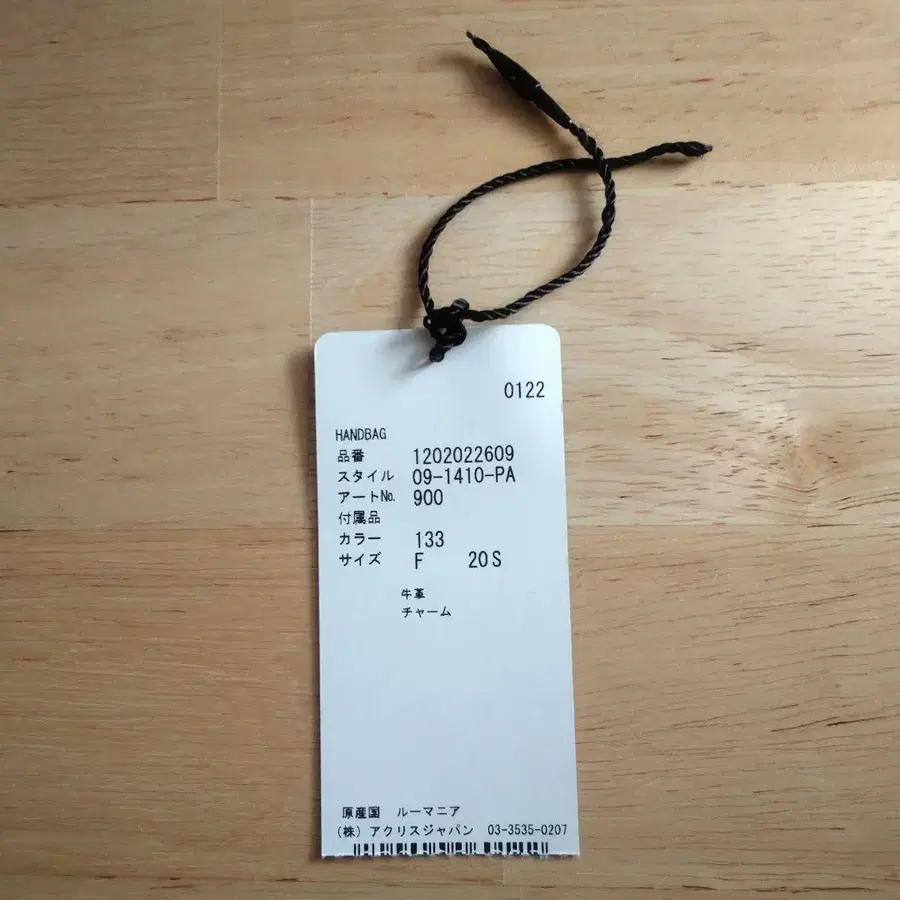 0122
HANDBAG
品番 1202022609
スタイル 09-1410-PA
アートNo. 900
付属品
カラー 133
サイズ F 20S
牛革
チャーム
原産国 ルーマニア
(株) アクリスジャパン 03-3535-0207